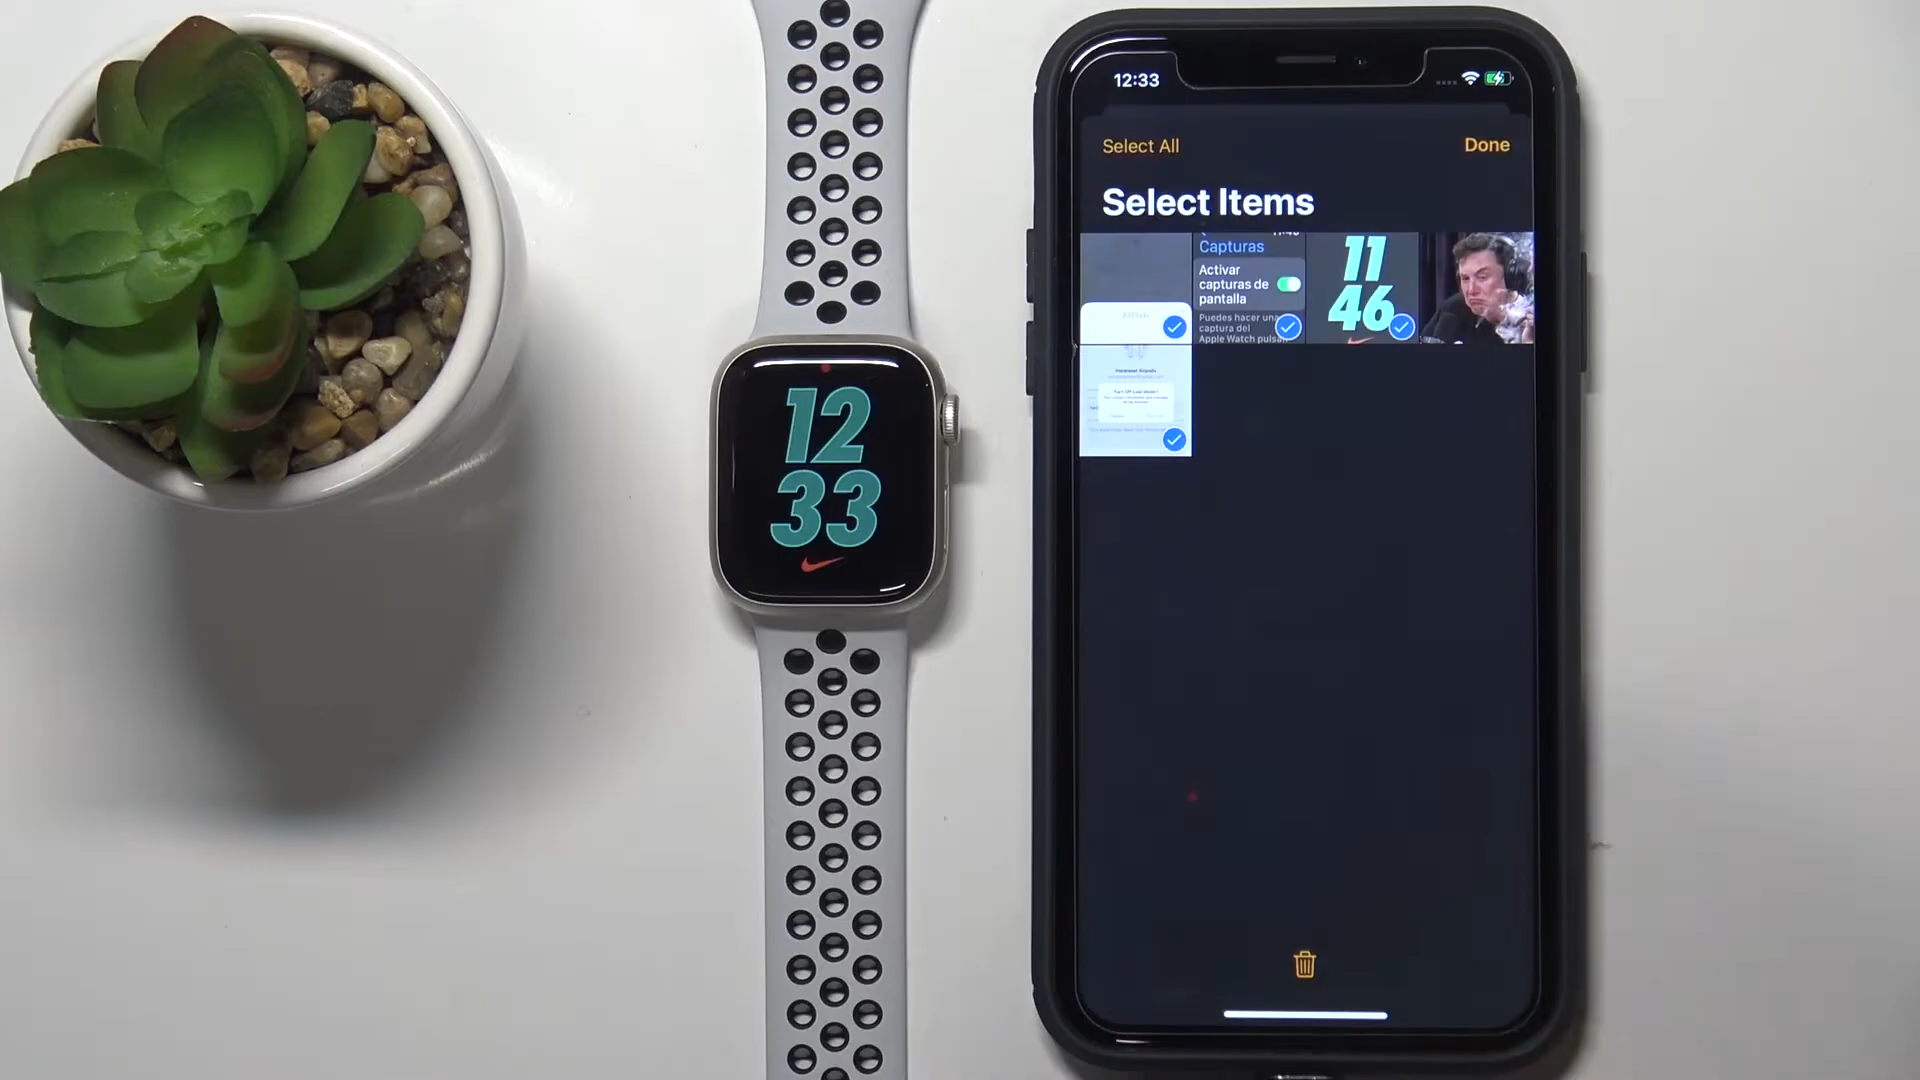 12:33
Select All
Done
Select Items
Capturas
Activar
capturas de
pantalla
Puedes hacer una
captura del
Apple Watch pulsan
11
46
12
33